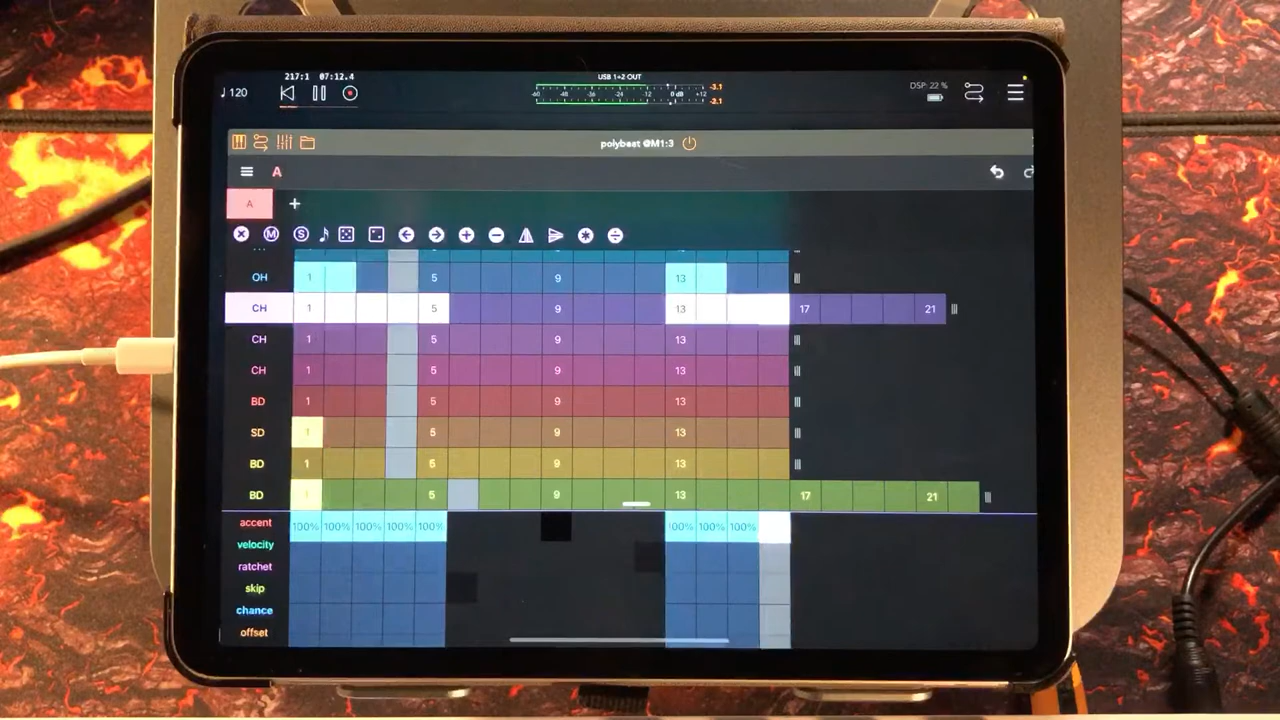 217:1 07:12.4
♩120
USB 1+2 OUT
-60 -48 -36 -24 -12 0 dB +12
-3.1
-2.1
DSP: 22 %
polybeat @M1:3
A
A +
M S
OH 1 5 9 13
CH 1 5 9 13 17 21
CH 1 5 9 13
CH 1 5 9 13
BD 1 5 9 13
SD 1 5 9 13
BD 1 5 9 13
BD 1 5 9 13 17 21
accent 100% 100% 100% 100% 100% 100% 100% 100%
velocity
ratchet
skip
chance
offset